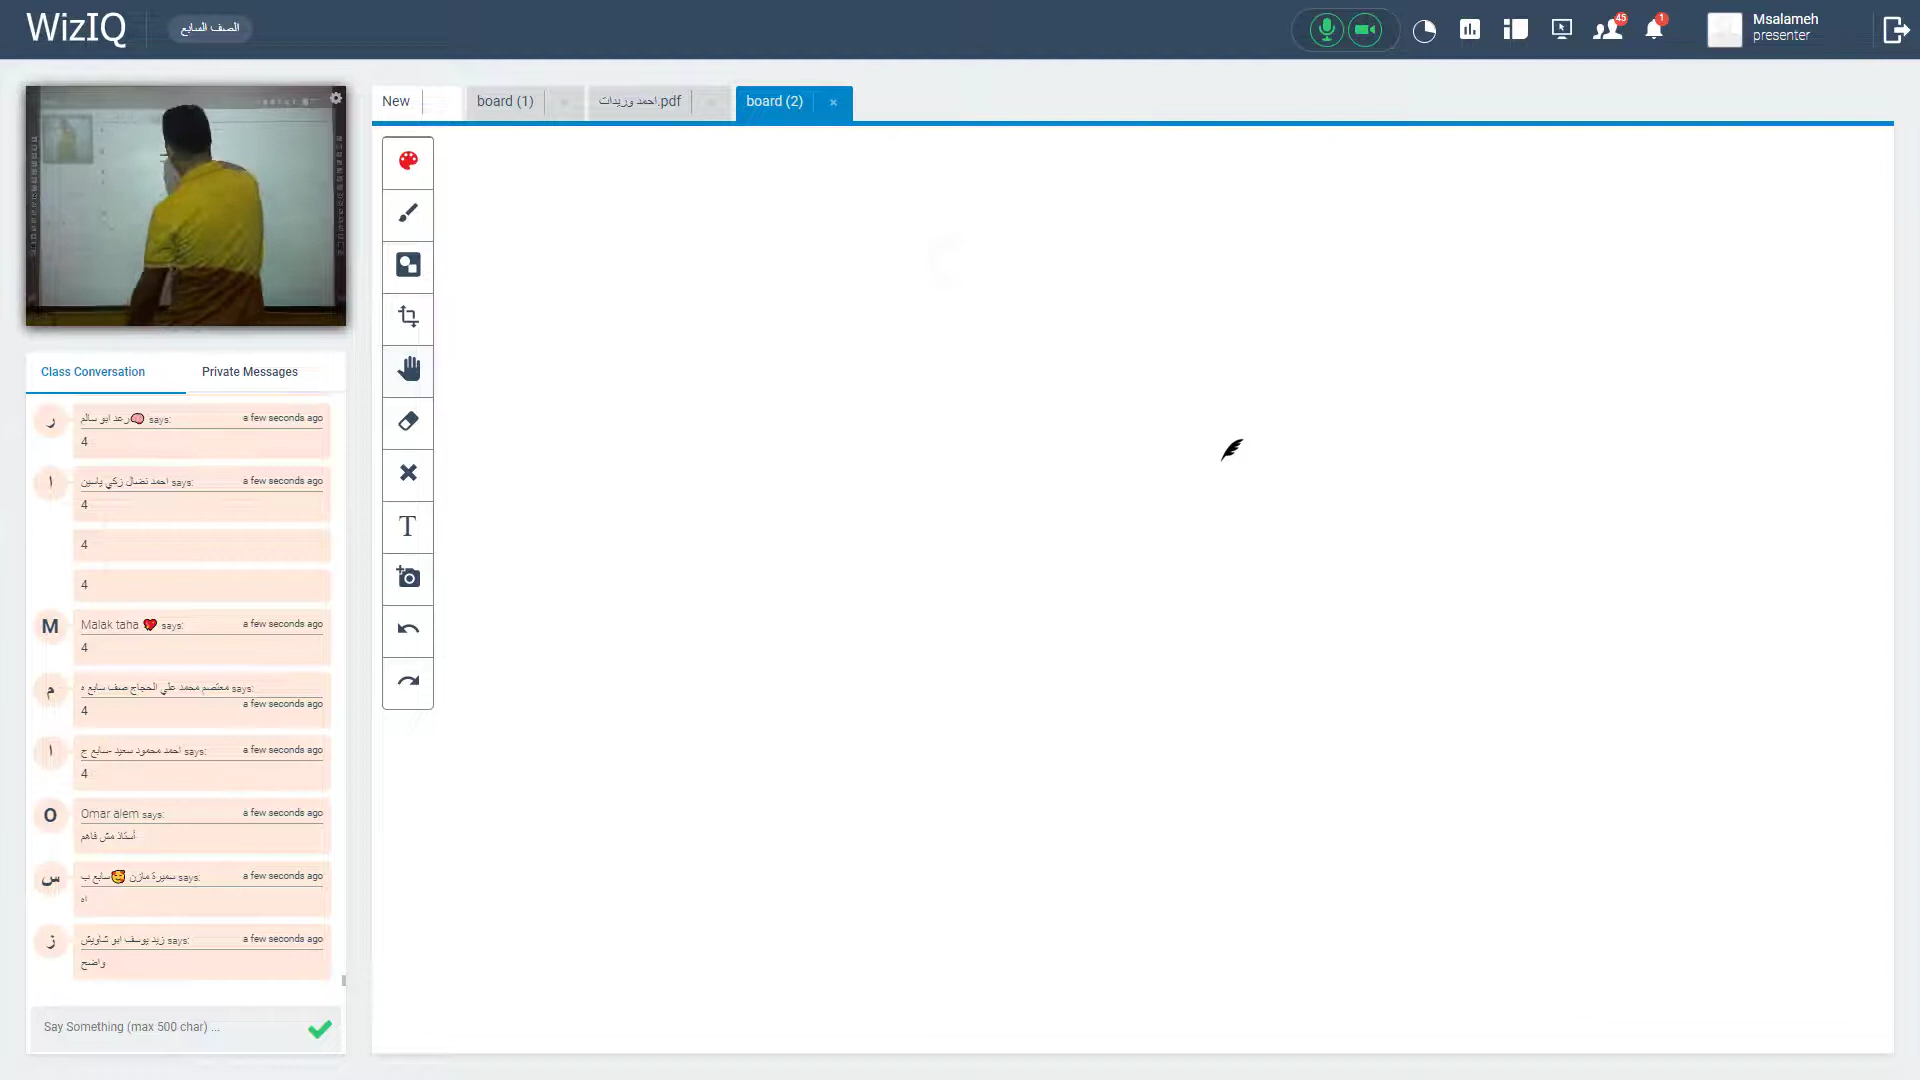 WizIQ
الصف السابع
45
1
Msalameh
presenter
New
board (1)
احمد وريدات.pdf
board (2)
Class Conversation
Private Messages
ر
رعد ابو سالم says:
a few seconds ago
4
ا
احمد نضال زكي ياسين says:
a few seconds ago
4
4
4
M
Malak taha says:
a few seconds ago
4
م
معتصم محمد علي الحجاج صف سابع ه says:
a few seconds ago
4
ا
احمد محمود سعيد -سابع ج says:
a few seconds ago
4
O
Omar alem says:
a few seconds ago
أستاذ مش فاهم
س
سميرة مازن سابع ب says:
a few seconds ago
اه
ز
زيد يوسف ابو شاويش says:
a few seconds ago
واضح
Say Something (max 500 char) ...
T